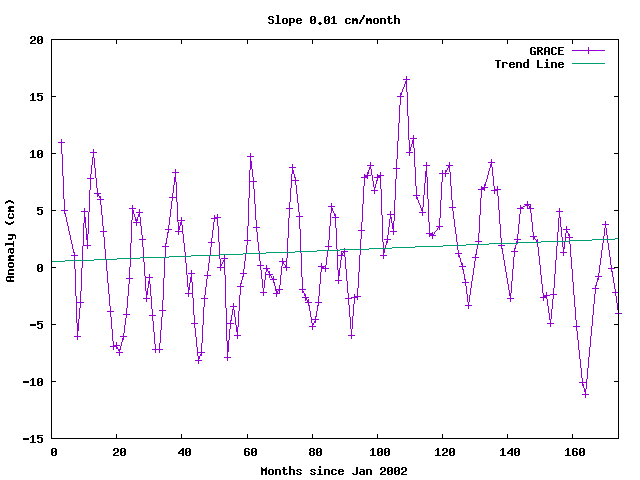 Slope 0.01 cm/month
GRACE
Trend Line
Anomaly (cm)
20
15
10
5
0
-5
-10
-15
0 20 40 60 80 100 120 140 160
Months since Jan 2002